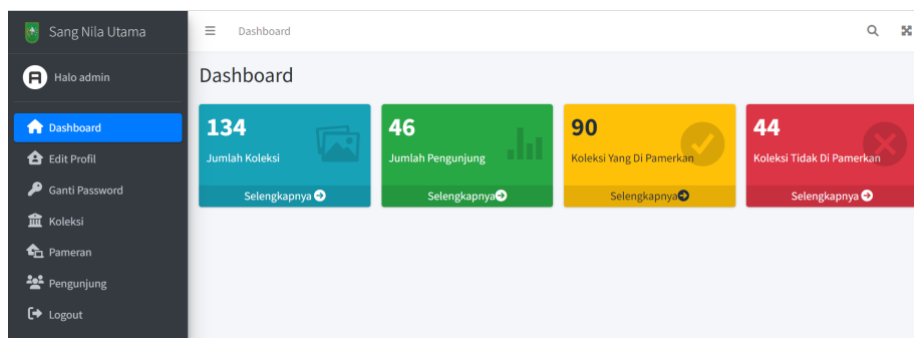 Sang Nila Utama
Halo admin
Dashboard
Edit Profil
Ganti Password
Koleksi
Pameran
Pengunjung
Logout
Dashboard
Dashboard
134
Jumlah Koleksi
Selengkapnya
46
Jumlah Pengunjung
Selengkapnya
90
Koleksi Yang Di Pamerkan
Selengkapnya
44
Koleksi Tidak Di Pamerkan
Selengkapnya